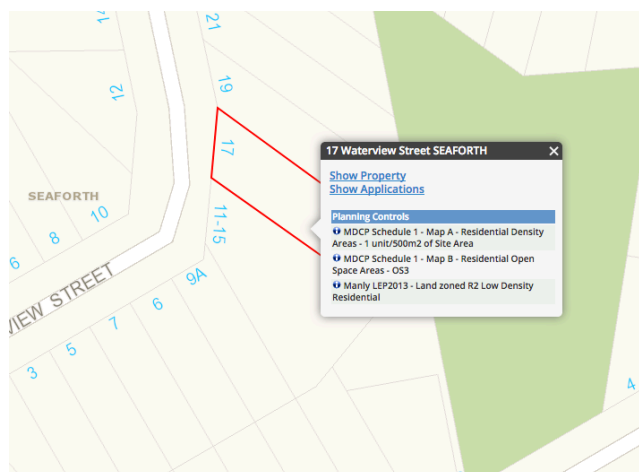 21
14
19
12
17
17 Waterview Street SEAFORTH
Show Property
Show Applications
Planning Controls
MDCP Schedule 1 - Map A - Residential Density
Areas - 1 unit/500m2 of Site Area
MDCP Schedule 1 - Map B - Residential Open
Space Areas - OS3
Manly LEP2013 - Land zoned R2 Low Density
Residential
SEAFORTH
10
11-15
8
6
9A
VIEW STREET
6
7
5
3
4